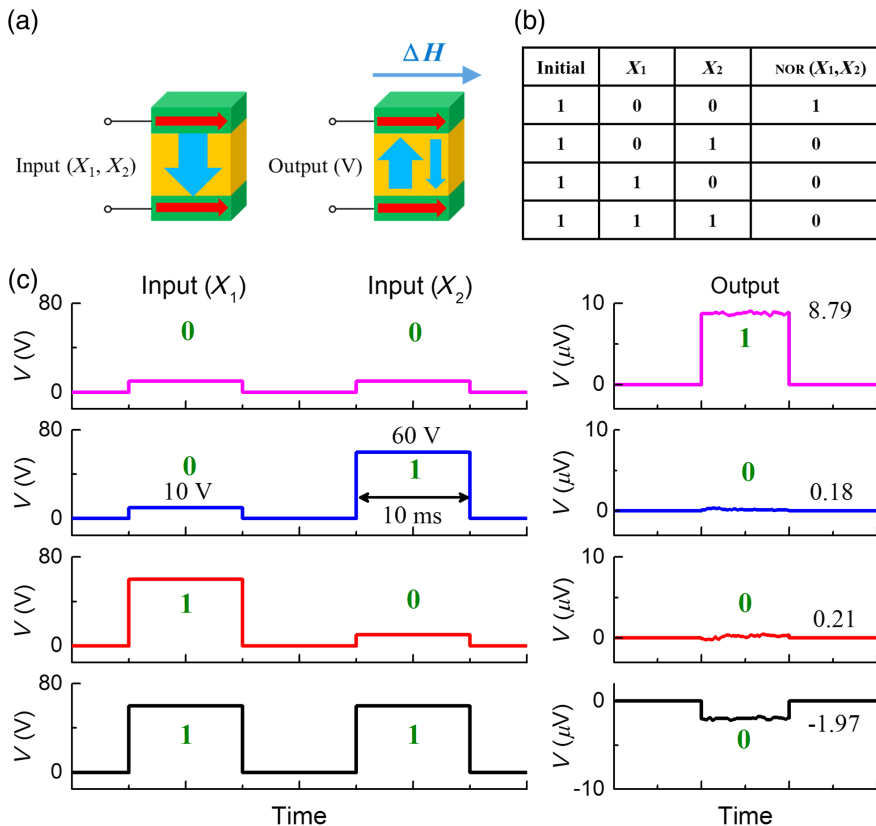 (a)
ΔH
Input (X1, X2)
Output (V)
(b)
Initial X1 X2 NOR (X1,X2)
1 0 0 1
1 0 1 0
1 1 0 0
1 1 1 0
(c)
Input (X1) Input (X2) Output
80
0
V (V)
0 0
10
0
V (μV)
1
8.79
80
0
V (V)
0
10 V
60 V
1
10 ms
10
0
V (μV)
0
0.18
80
0
V (V)
1 0
10
0
V (μV)
0
0.21
80
0
V (V)
1 1
0
-10
V (μV)
0
-1.97
Time Time